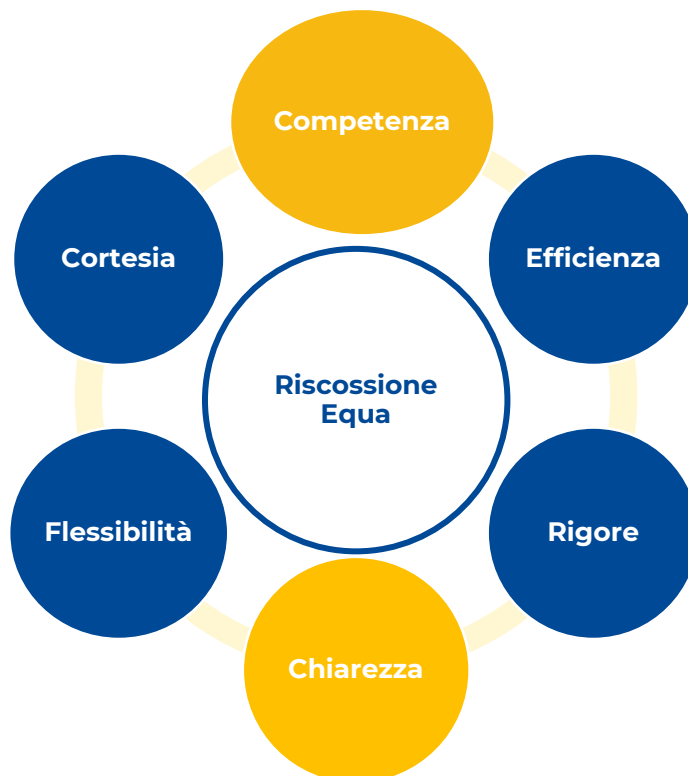 Competenza
Cortesia
Efficienza
Riscossione
Equa
Flessibilità
Rigore
Chiarezza